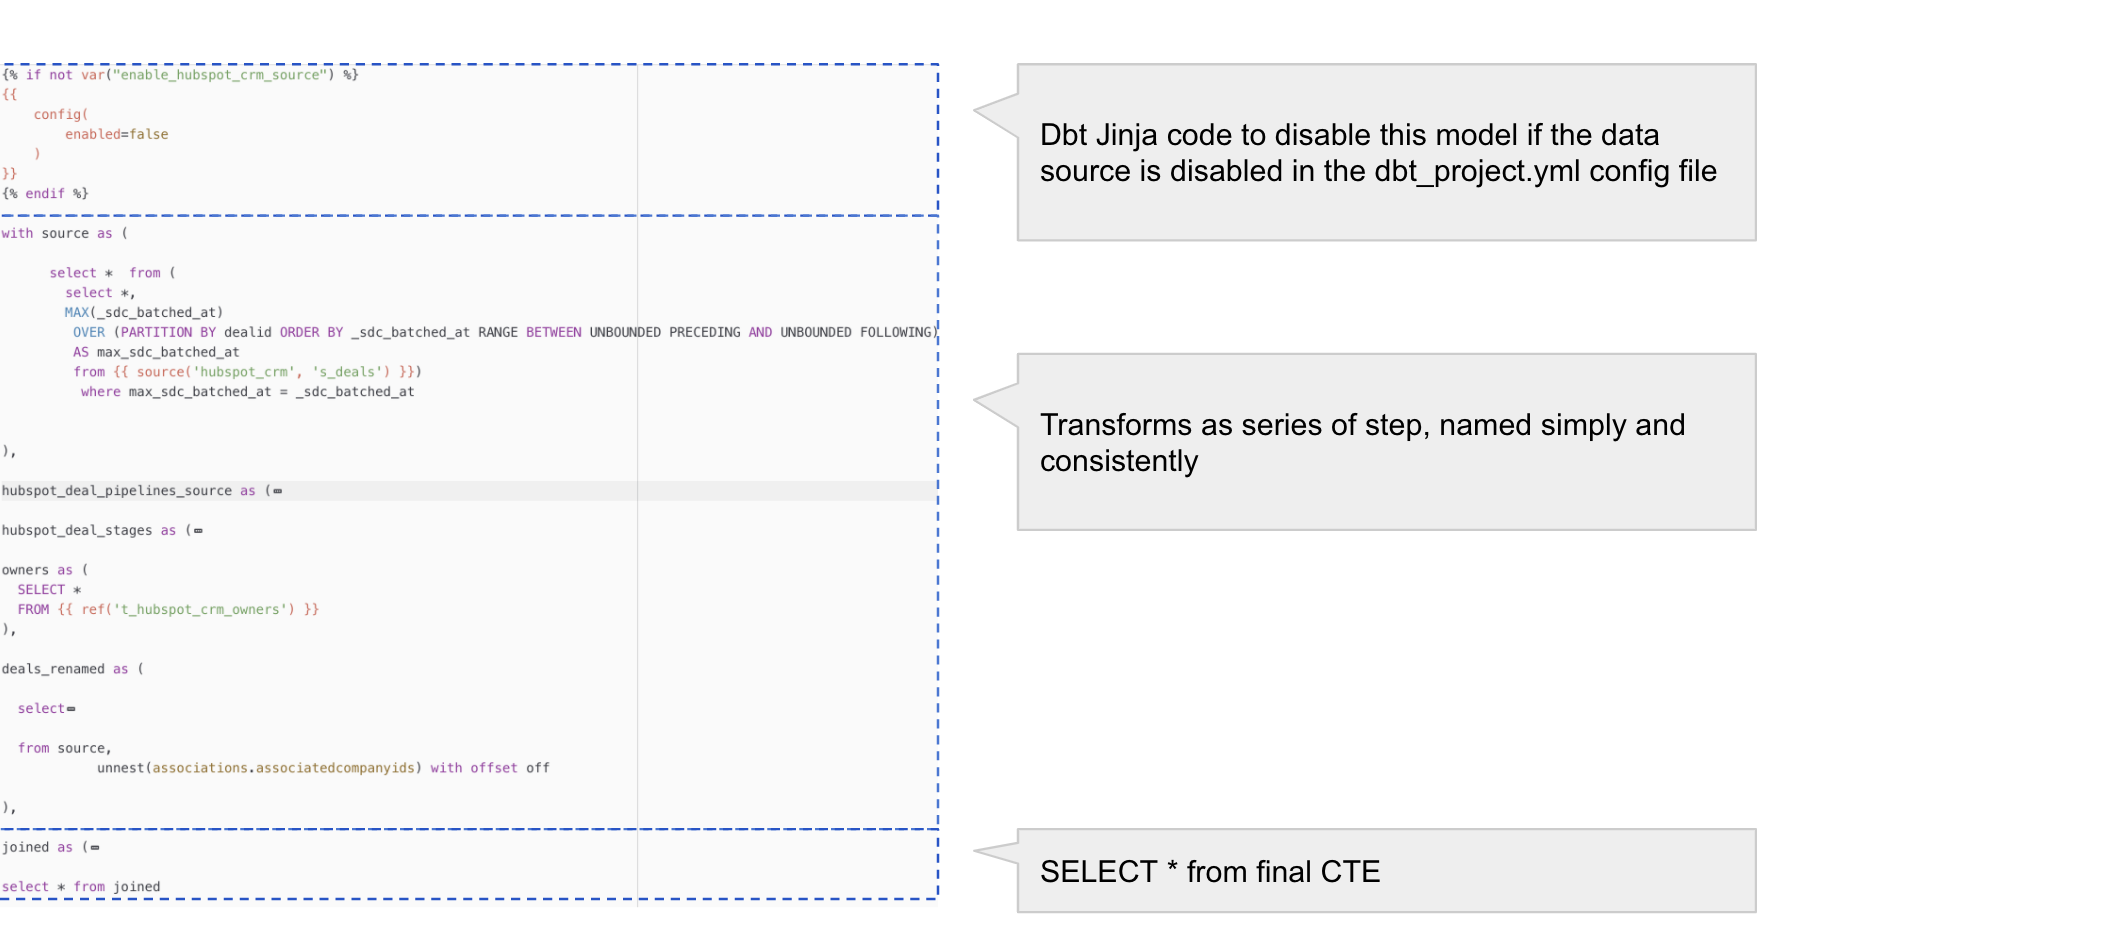 {% if not var("enable_hubspot_crm_source") %}
{{
    config(
        enabled=false
    )
}}
{% endif %}
with source as (
      select *  from (
        select *,
        MAX(_sdc_batched_at)
         OVER (PARTITION BY dealid ORDER BY _sdc_batched_at RANGE BETWEEN UNBOUNDED PRECEDING AND UNBOUNDED FOLLOWING)
         AS max_sdc_batched_at
         from {{ source('hubspot_crm', 's_deals') }})
          where max_sdc_batched_at = _sdc_batched_at
),
hubspot_deal_pipelines_source as (
hubspot_deal_stages as (
owners as (
  SELECT *
  FROM {{ ref('t_hubspot_crm_owners') }}
),
deals_renamed as (
  select
  from source,
            unnest(associations.associatedcompanyids) with offset off
),
joined as (
select * from joined
Dbt Jinja code to disable this model if the data
source is disabled in the dbt_project.yml config file
Transforms as series of step, named simply and
consistently
SELECT * from final CTE